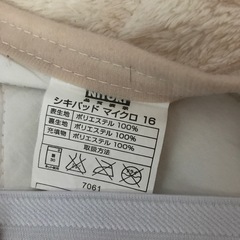 NITORI
シキパッド マイクロ 16
表生地 ポリエステル 100%
裏生地 ポリエステル 100%
充填物 ポリエステル 100%
取扱方法
7061